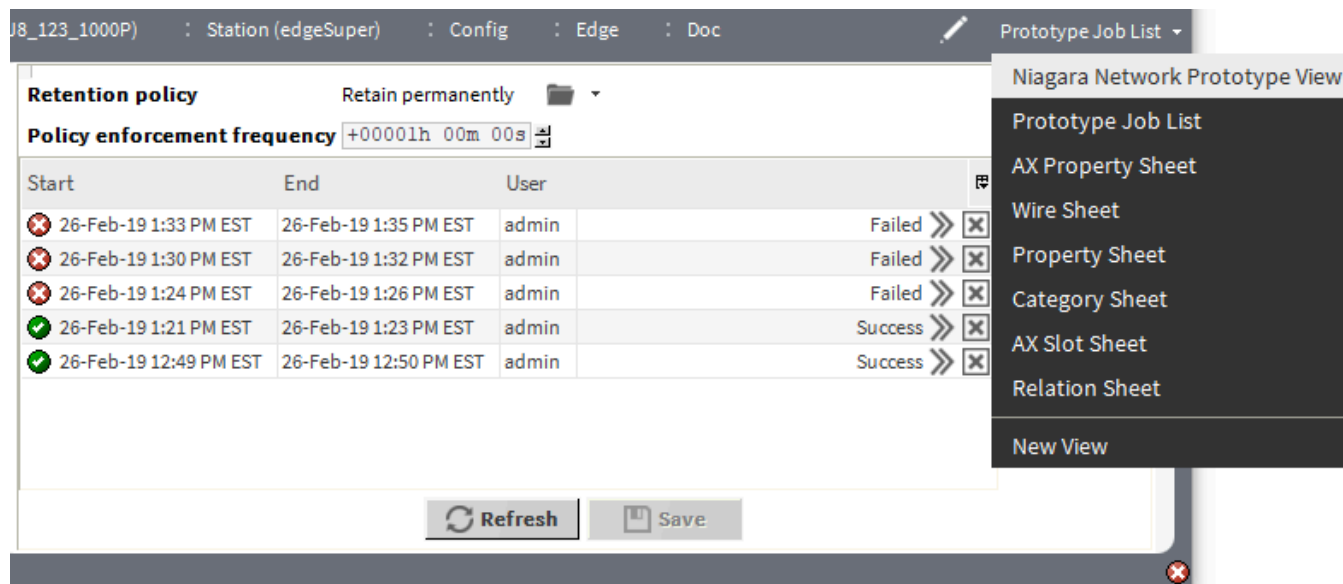 J8_123_1000P) : Station (edgeSuper) : Config : Edge : Doc Prototype Job List
Retention policy Retain permanently
Policy enforcement frequency +00001h 00m 00s
Start End User
26-Feb-19 1:33 PM EST 26-Feb-19 1:35 PM EST admin Failed
26-Feb-19 1:30 PM EST 26-Feb-19 1:32 PM EST admin Failed
26-Feb-19 1:24 PM EST 26-Feb-19 1:26 PM EST admin Failed
26-Feb-19 1:21 PM EST 26-Feb-19 1:23 PM EST admin Success
26-Feb-19 12:49 PM EST 26-Feb-19 12:50 PM EST admin Success
Refresh Save
Niagara Network Prototype View
Prototype Job List
AX Property Sheet
Wire Sheet
Property Sheet
Category Sheet
AX Slot Sheet
Relation Sheet
New View